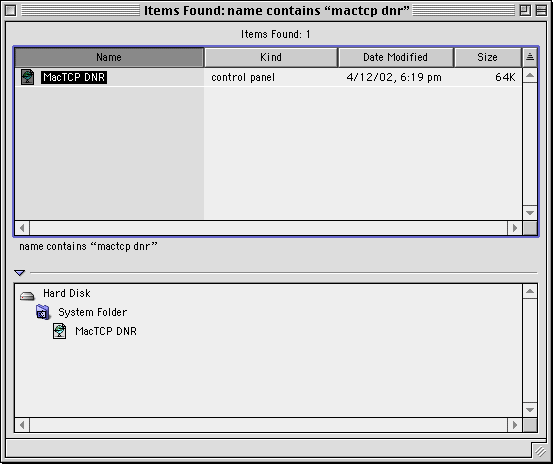 Items Found: name contains “mactcp dnr”
Items Found: 1
Name Kind Date Modified Size
MacTCP DNR control panel 4/12/02, 6:19 pm 64K
name contains “mactcp dnr”
Hard Disk
System Folder
MacTCP DNR